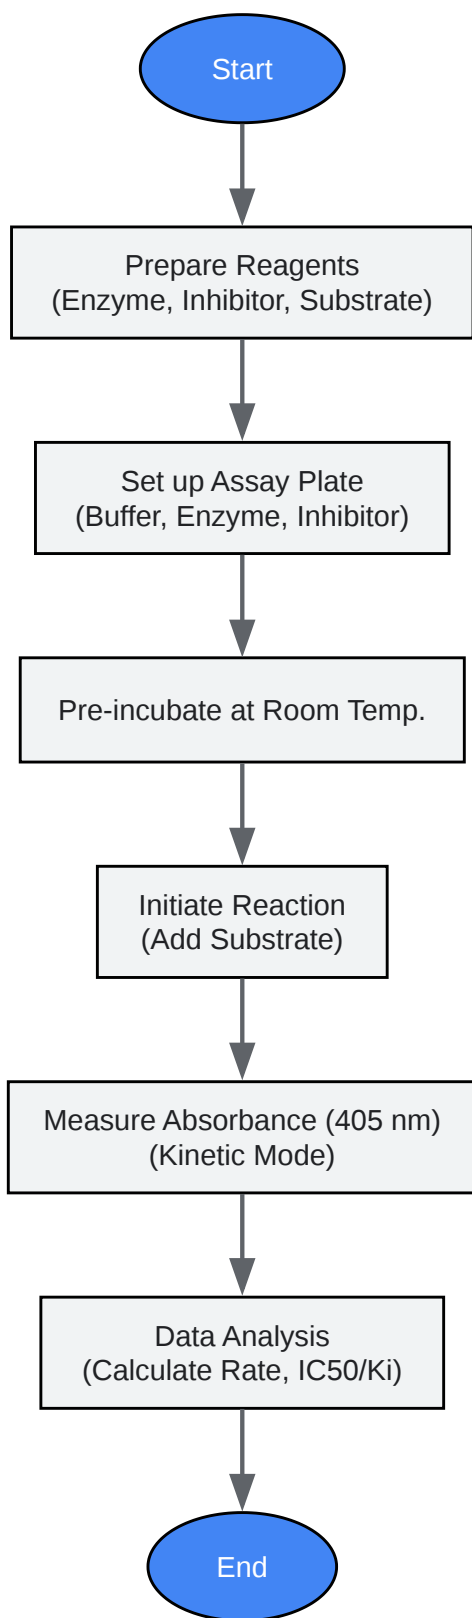 Start
Prepare Reagents
(Enzyme, Inhibitor, Substrate)
Set up Assay Plate
(Buffer, Enzyme, Inhibitor)
Pre-incubate at Room Temp.
Initiate Reaction
(Add Substrate)
Measure Absorbance (405 nm)
(Kinetic Mode)
Data Analysis
(Calculate Rate, IC50/Ki)
End